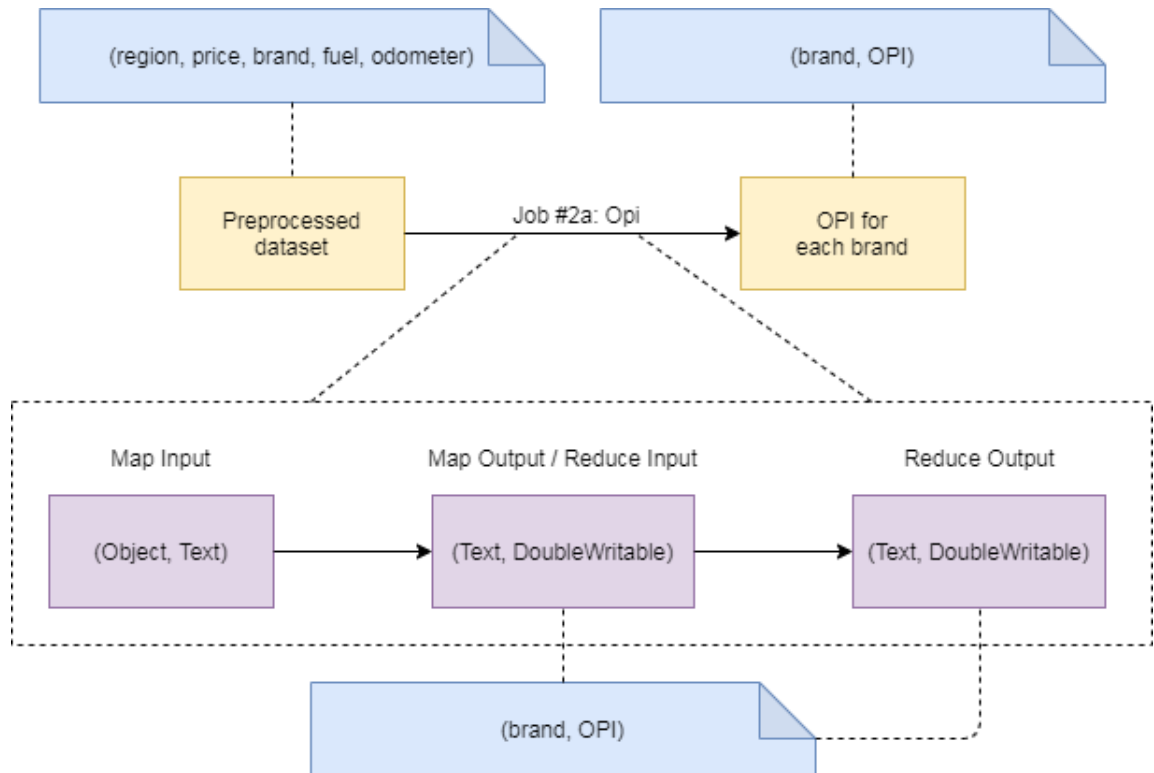 (region, price, brand, fuel, odometer)
(brand, OPI)
Preprocessed
dataset
Job #2a: Opi
OPI for
each brand
Map Input
Map Output / Reduce Input
Reduce Output
(Object, Text)
(Text, DoubleWritable)
(Text, DoubleWritable)
(brand, OPI)